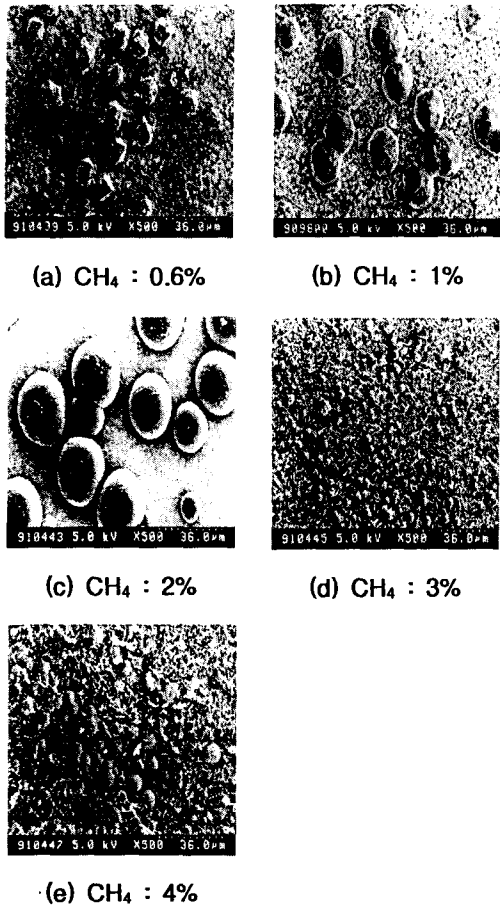 910439 5.0 kV X500 36.0µm
909800 5.0 kV X500 36.0µm
(a) CH₄ : 0.6%
(b) CH₄ : 1%
910443 5.0 kV X500 36.0µm
910445 5.0 kV X500 36.0µm
(c) CH₄ : 2%
(d) CH₄ : 3%
910447 5.0 kV X500 36.0µm
(e) CH₄ : 4%